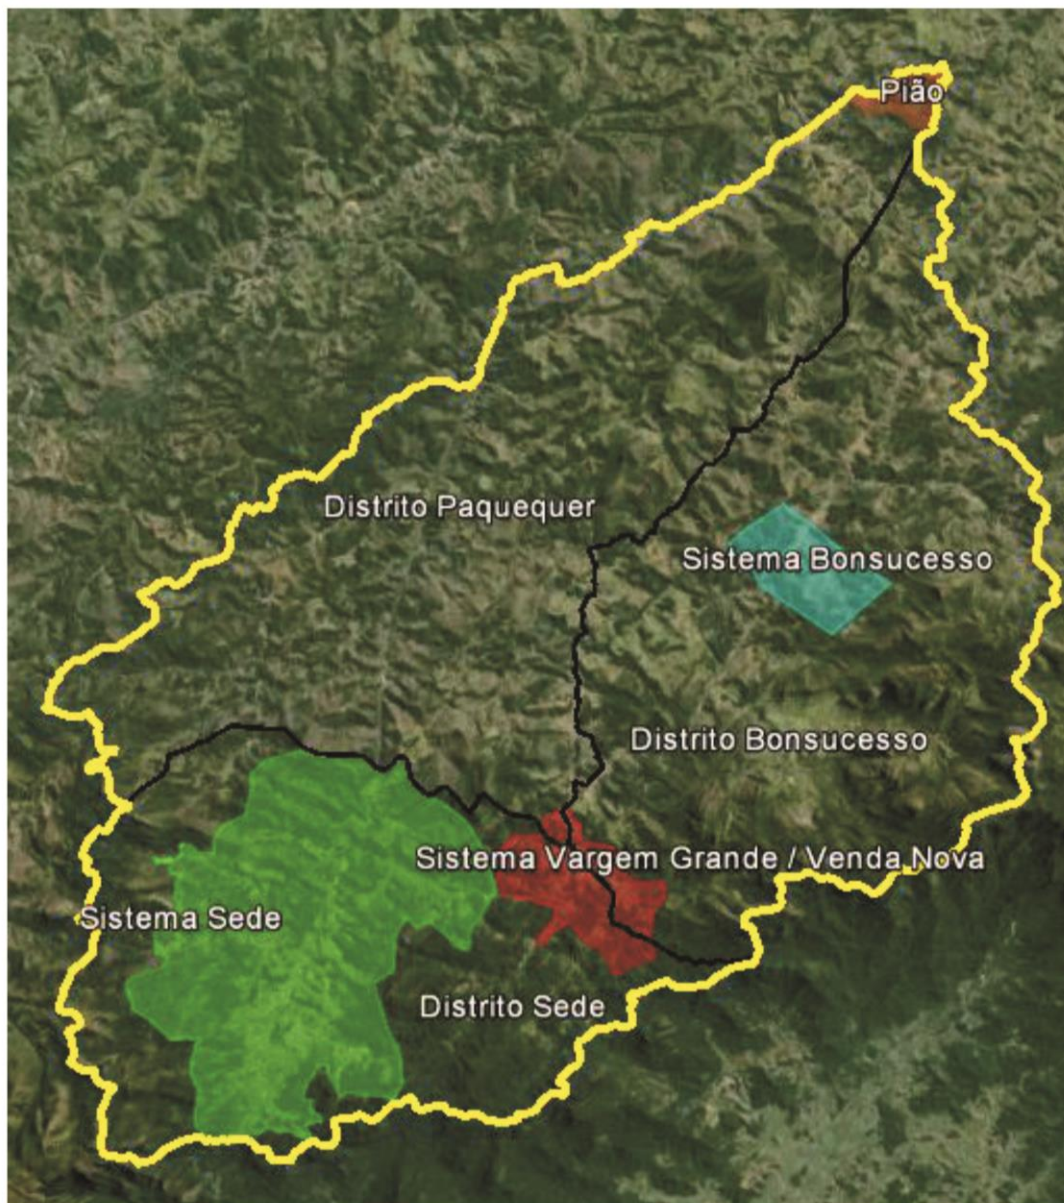 Pião
Distrito Paquequer
Sistema Bonsucesso
Distrito Bonsucesso
Sistema Vargem Grande / Venda Nova
Sistema Sede
Distrito Sede